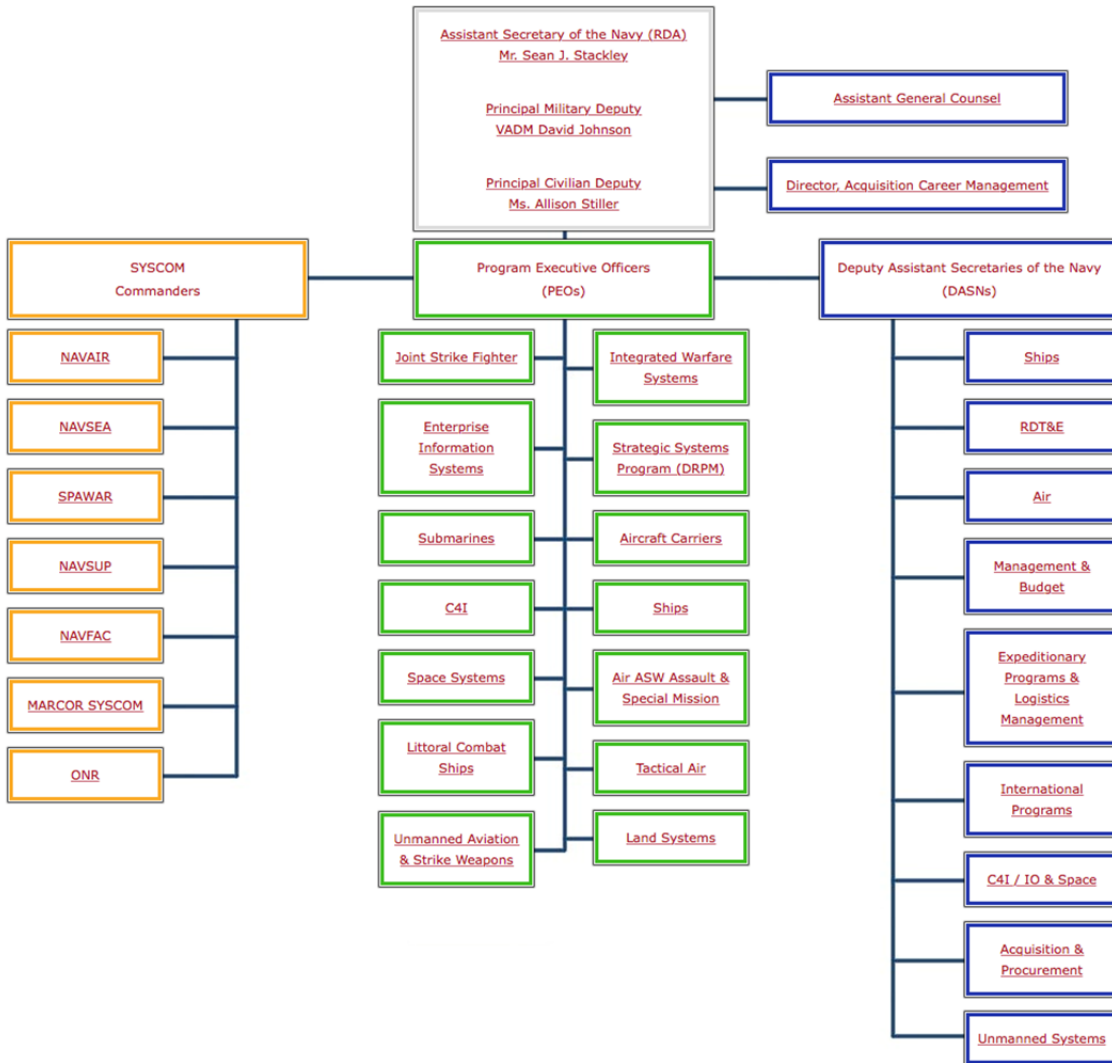 Assistant Secretary of the Navy (RDA)
Mr. Sean J. Stackley
Principal Military Deputy
VADM David Johnson
Principal Civilian Deputy
Ms. Allison Stiller
Assistant General Counsel
Director, Acquisition Career Management
SYSCOM
Commanders
Program Executive Officers
(PEOs)
Deputy Assistant Secretaries of the Navy
(DASNs)
NAVAIR
NAVSEA
SPAWAR
NAVSUP
NAVFAC
MARCOR SYSCOM
ONR
Joint Strike Fighter
Enterprise
Information
Systems
Submarines
C4I
Space Systems
Littoral Combat
Ships
Unmanned Aviation
& Strike Weapons
Integrated Warfare
Systems
Strategic Systems
Program (DRPM)
Aircraft Carriers
Ships
Air ASW Assault &
Special Mission
Tactical Air
Land Systems
Ships
RDT&E
Air
Management &
Budget
Expeditionary
Programs &
Logistics
Management
International
Programs
C4I / IO & Space
Acquisition &
Procurement
Unmanned Systems